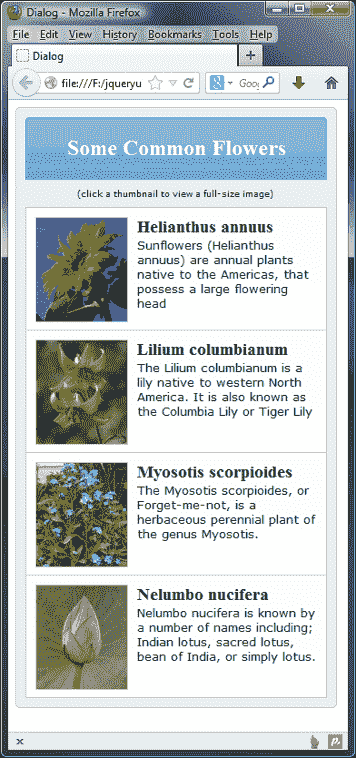 Dialog - Mozilla Firefox
File Edit View History Bookmarks Tools Help
Dialog
file:///F:/jqueryu
Some Common Flowers
(click a thumbnail to view a full-size image)
Helianthus annuus
Sunflowers (Helianthus
annuus) are annual plants
native to the Americas, that
possess a large flowering
head
Lilium columbianum
The Lilium columbianum is a
lily native to western North
America. It is also known as
the Columbia Lily or Tiger Lily
Myosotis scorpioides
The Myosotis scorpioides, or
Forget-me-not, is a
herbaceous perennial plant of
the genus Myosotis.
Nelumbo nucifera
Nelumbo nucifera is known by
a number of names including;
Indian lotus, sacred lotus,
bean of India, or simply lotus.